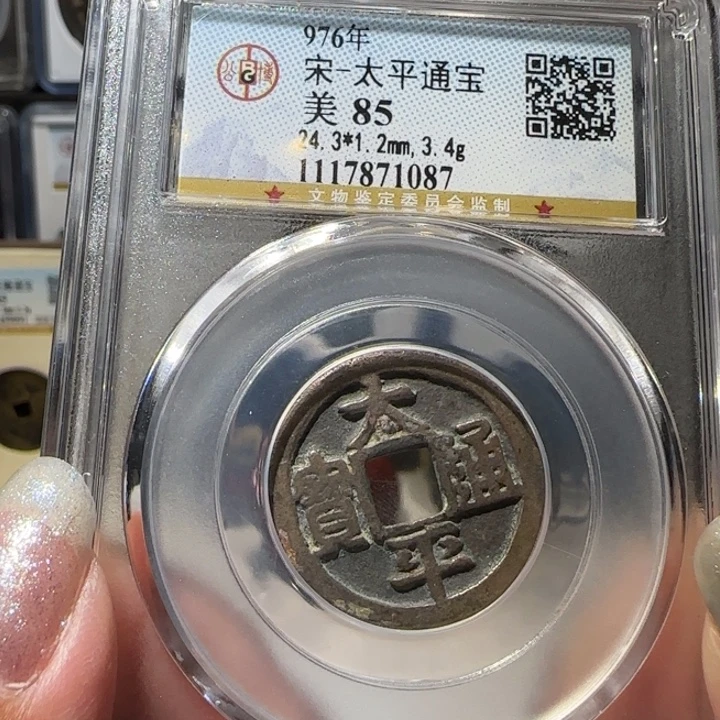 976年
宋-太平通宝
美 85
24.3*1.2mm,3.4g
1117871087
文物鉴定委员会监制
太
寶 通
平